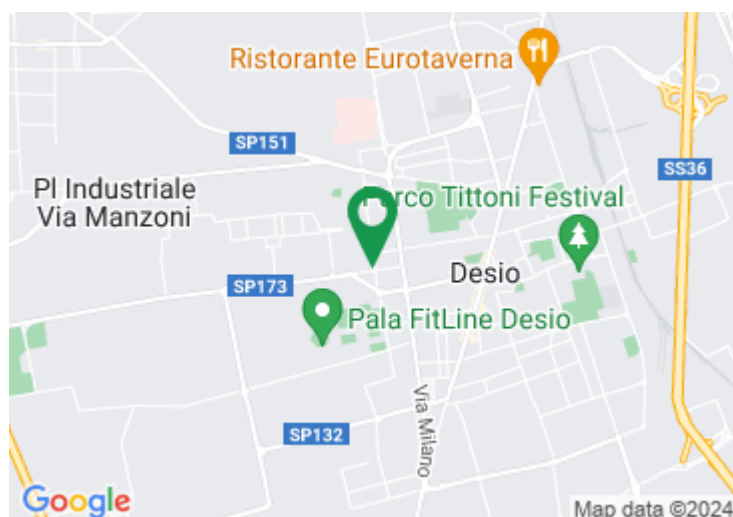 Ristorante Eurotaverna
SP151
SS36
Pl Industriale
Via Manzoni
Parco Tittoni Festival
Desio
SP173
Pala FitLine Desio
Via Milano
SP132
Google
Map data ©2024